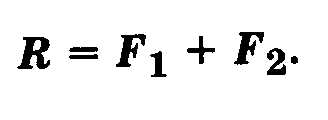 R = F₁ + F₂.